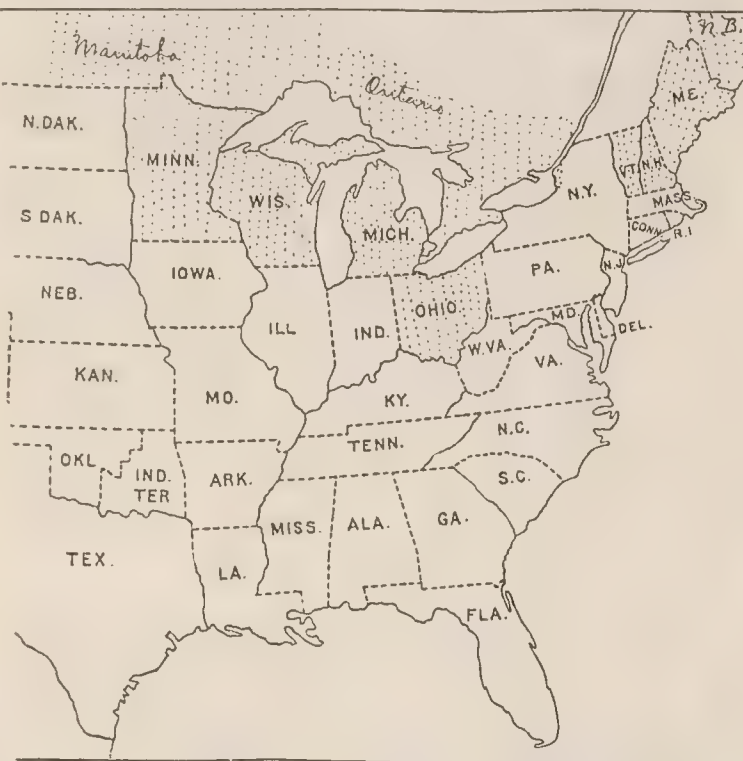 Manitoba
Ontario
N.B.
N. DAK.
MINN.
ME.
VT.
N.H.
S DAK.
WIS.
MICH.
N.Y.
MASS.
CONN.
R.I
NEB.
IOWA.
ILL
IND.
OHIO.
PA.
N.J.
MD.
DEL.
KAN.
MO.
W.VA.
VA.
KY.
OKL
IND.
TER
ARK.
TENN.
N.C.
S.C.
TEX.
LA.
MISS.
ALA.
GA.
FLA.